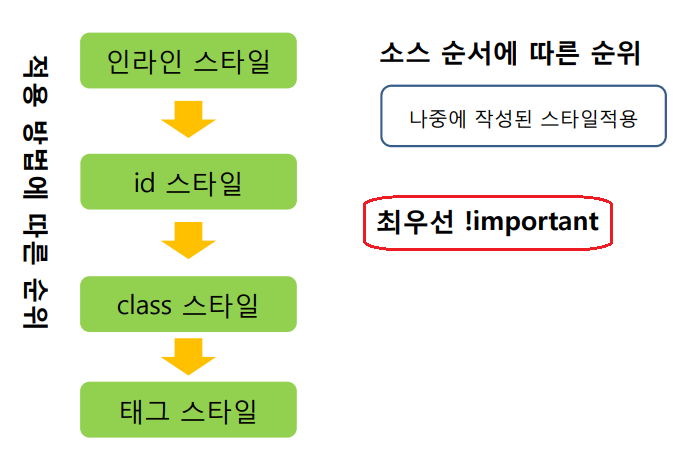 적용 방법에 따른 순위
인라인 스타일
id 스타일
class 스타일
태그 스타일
소스 순서에 따른 순위
나중에 작성된 스타일적용
최우선 !important